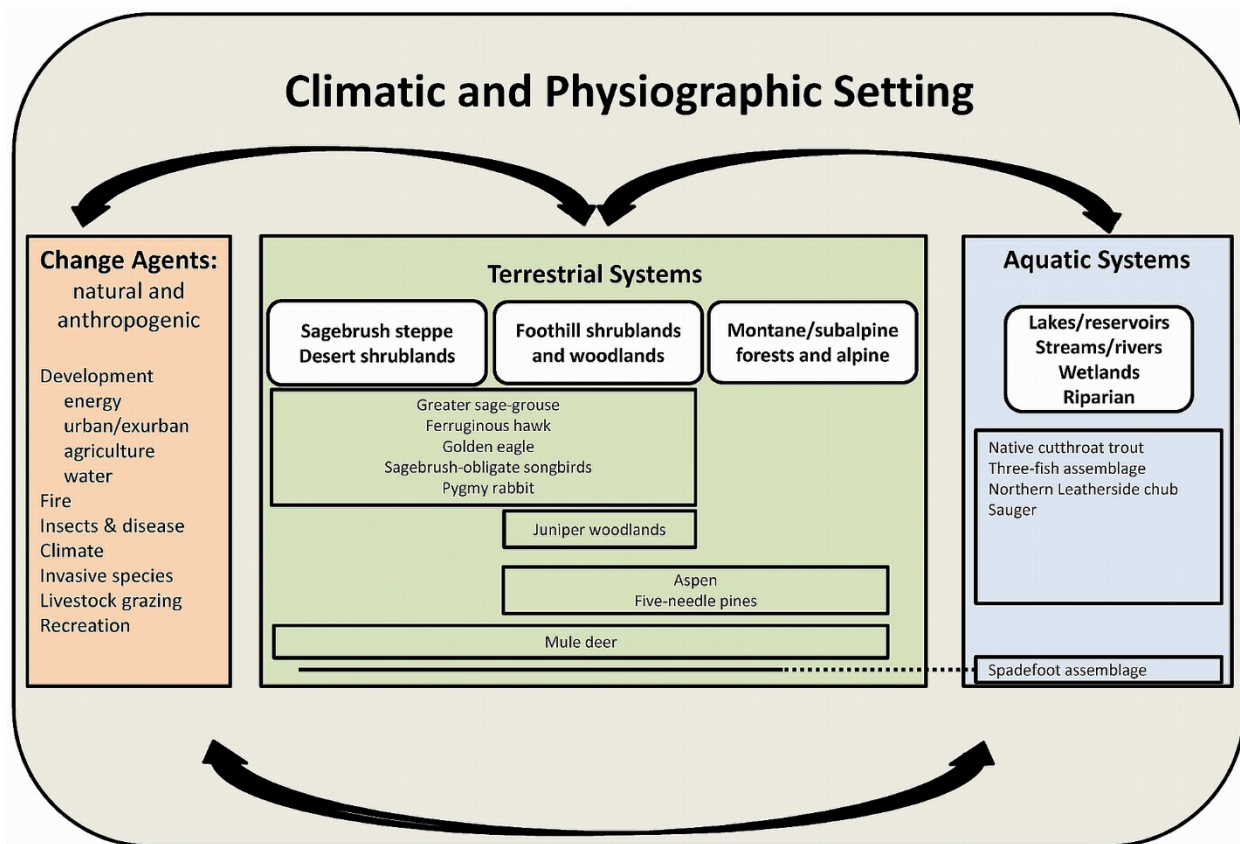 Climatic and Physiographic Setting
Change Agents:
natural and
anthropogenic
Development
energy
urban/exurban
agriculture
water
Fire
Insects & disease
Climate
Invasive species
Livestock grazing
Recreation
Terrestrial Systems
Sagebrush steppe
Desert shrublands
Foothill shrublands
and woodlands
Montane/subalpine
forests and alpine
Greater sage-grouse
Ferruginous hawk
Golden eagle
Sagebrush-obligate songbirds
Pygmy rabbit
Juniper woodlands
Aspen
Five-needle pines
Mule deer
Aquatic Systems
Lakes/reservoirs
Streams/rivers
Wetlands
Riparian
Native cutthroat trout
Three-fish assemblage
Northern Leatherside chub
Sauger
Spadefoot assemblage